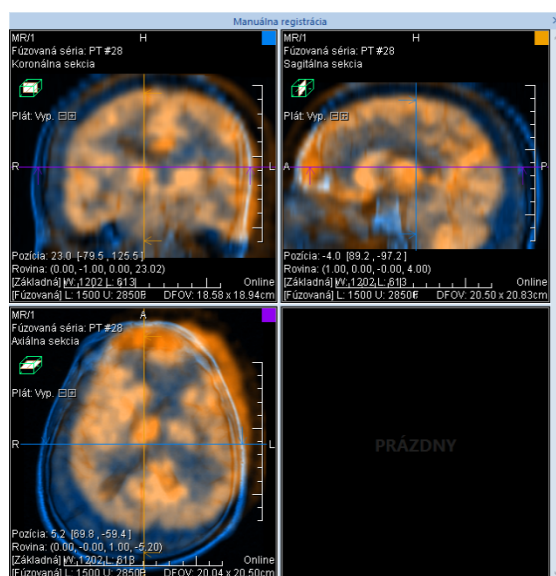 Manuálna registrácia
MR/1
H
Fúzovaná séria: PT #28
Koronálna sekcia
Plát: Vyp.
R
L
Pozícia: 23.0 [-79.5 , 125.5 ]
Rovina: (0.00, -1.00, 0.00, 23.02)
[Základná] W: 1202 L: 613
Online
[Fúzovaná] L: 1500 U: 28508
DFOV: 18.58 x 18.94cm
MR/1
H
Fúzovaná séria: PT #28
Sagitálna sekcia
Plát: Vyp.
A
P
Pozícia: -4.0 [89.2 , -97.2 ]
Rovina: (1.00, 0.00, -0.00, 4.00)
[Základná] W: 1202 L: 613
Online
[Fúzovaná] L: 1500 U: 28508
DFOV: 20.50 x 20.83cm
MR/1
A
Fúzovaná séria: PT #28
Axiálna sekcia
Plát: Vyp.
R
L
Pozícia: 5.2 [69.8 , -59.4 ]
Rovina: (0.00, -0.00, 1.00, -5.20)
[Základná] W: 1202 L: 613
Online
[Fúzovaná] L: 1500 U: 28508
DFOV: 20.04 x 20.50cm
PRÁZDNY